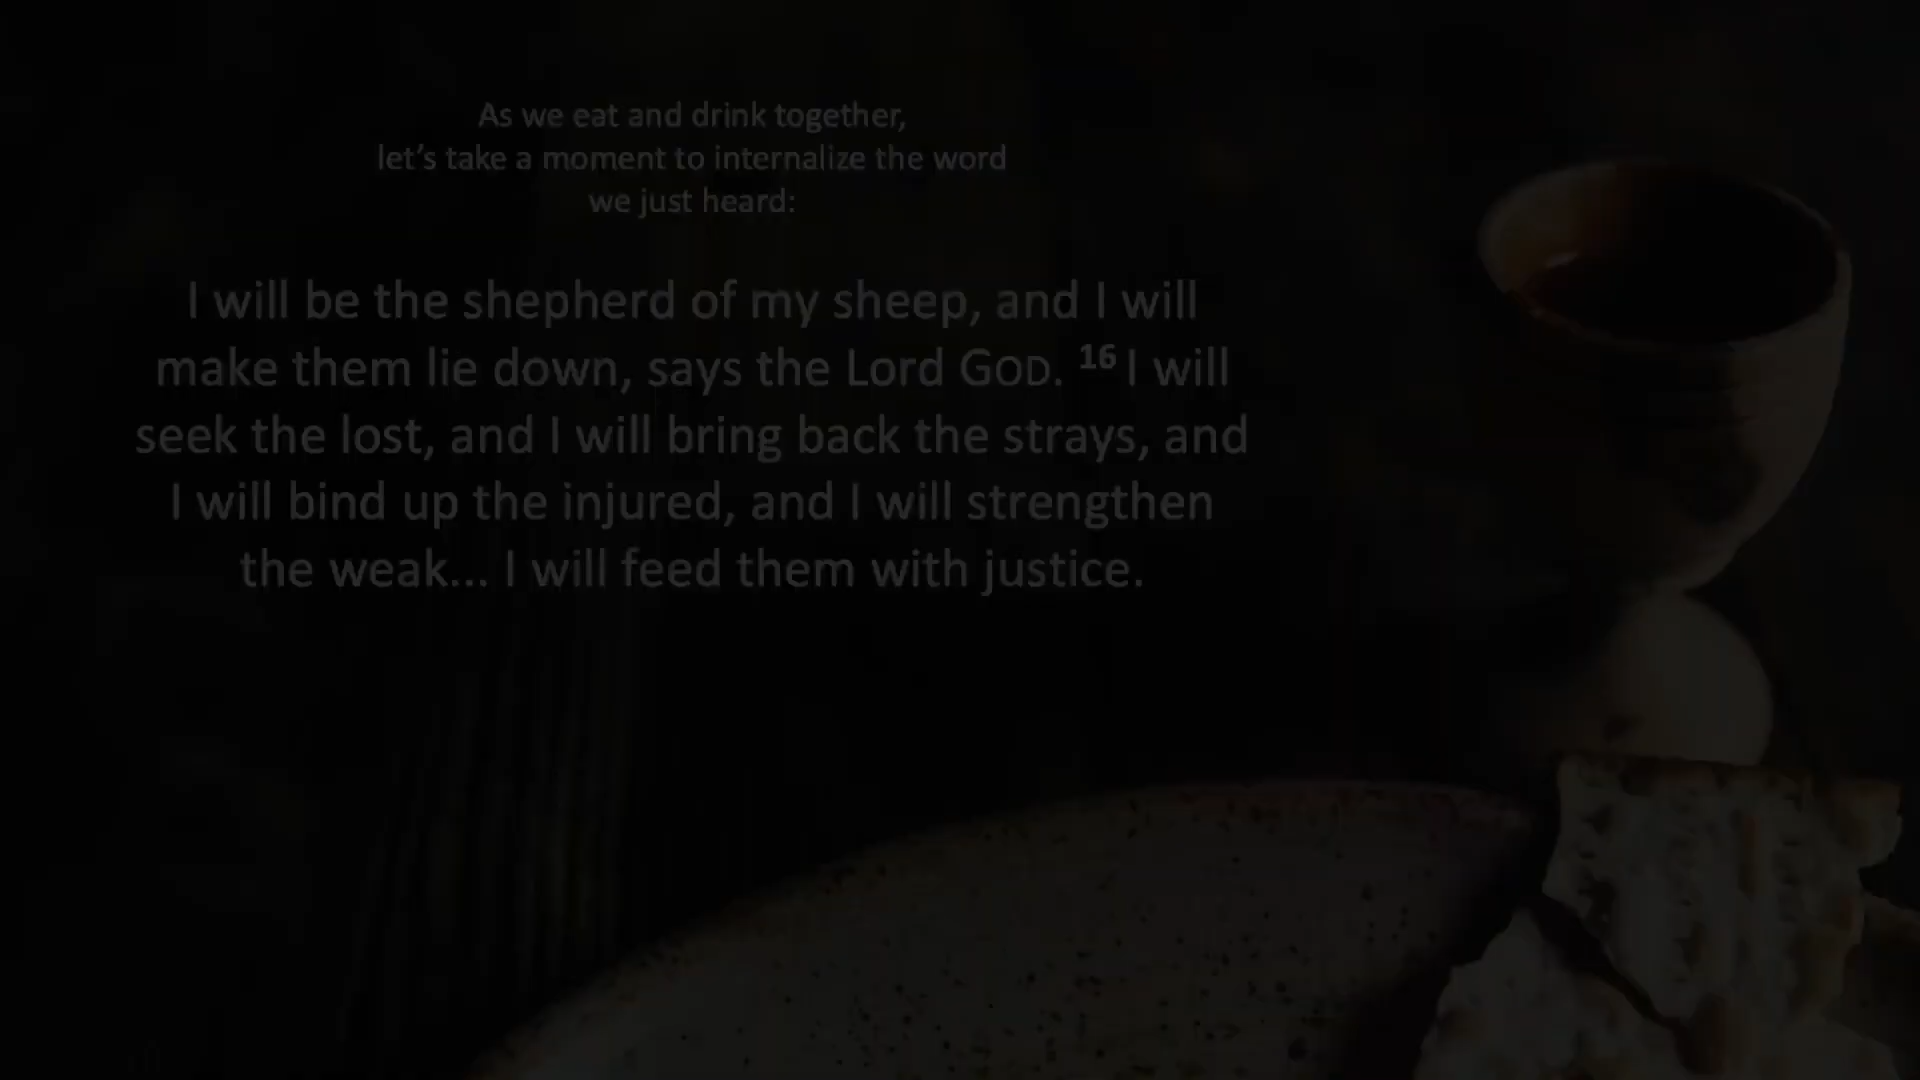 As we eat and drink together,
let’s take a moment to internalize the word
we just heard:
I will be the shepherd of my sheep, and I will
make them lie down, says the Lord GOD. 16 I will
seek the lost, and I will bring back the strays, and
I will bind up the injured, and I will strengthen
the weak... I will feed them with justice.